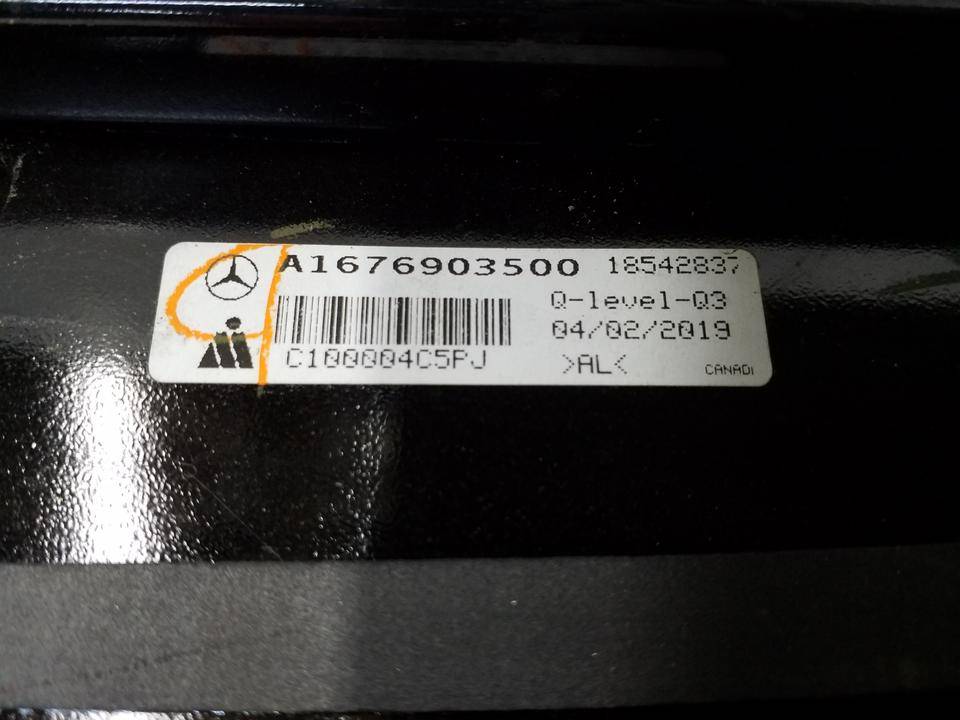 A1676903500 18542837
Q-level-Q3
04/02/2019
C100004C5PJ >AL< CANADI